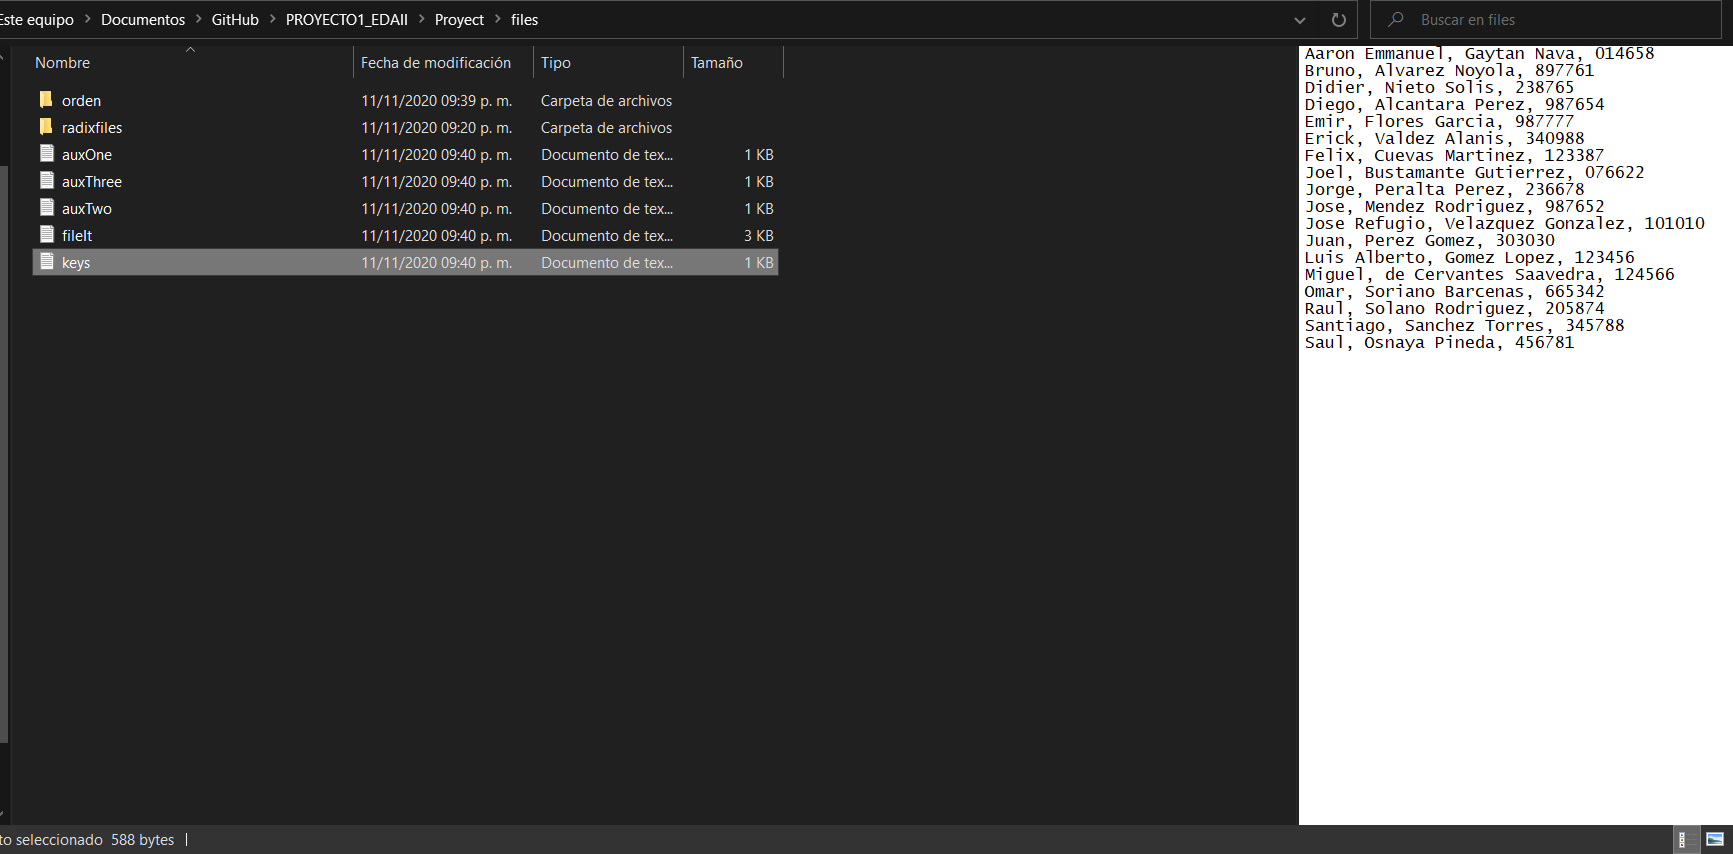 Este equipo > Documentos > GitHub > PROYECTO1_EDAII > Proyect > files
Buscar en files
Nombre Fecha de modificación Tipo Tamaño
orden 11/11/2020 09:39 p. m. Carpeta de archivos
radixfiles 11/11/2020 09:20 p. m. Carpeta de archivos
auxOne 11/11/2020 09:40 p. m. Documento de tex... 1 KB
auxThree 11/11/2020 09:40 p. m. Documento de tex... 1 KB
auxTwo 11/11/2020 09:40 p. m. Documento de tex... 1 KB
fileIt 11/11/2020 09:40 p. m. Documento de tex... 3 KB
keys 11/11/2020 09:40 p. m. Documento de tex... 1 KB
Aaron Emmanuel, Gaytan Nava, 014658
Bruno, Alvarez Noyola, 897761
Didier, Nieto Solis, 238765
Diego, Alcantara Perez, 987654
Emir, Flores Garcia, 987777
Erick, Valdez Alanis, 340988
Felix, Cuevas Martinez, 123387
Joel, Bustamante Gutierrez, 076622
Jorge, Peralta Perez, 236678
Jose, Mendez Rodriguez, 987652
Jose Refugio, Velazquez Gonzalez, 101010
Juan, Perez Gomez, 303030
Luis Alberto, Gomez Lopez, 123456
Miguel, de Cervantes Saavedra, 124566
Omar, Soriano Barcenas, 665342
Raul, Solano Rodriguez, 205874
Santiago, Sanchez Torres, 345788
Saul, Osnaya Pineda, 456781
to seleccionado 588 bytes